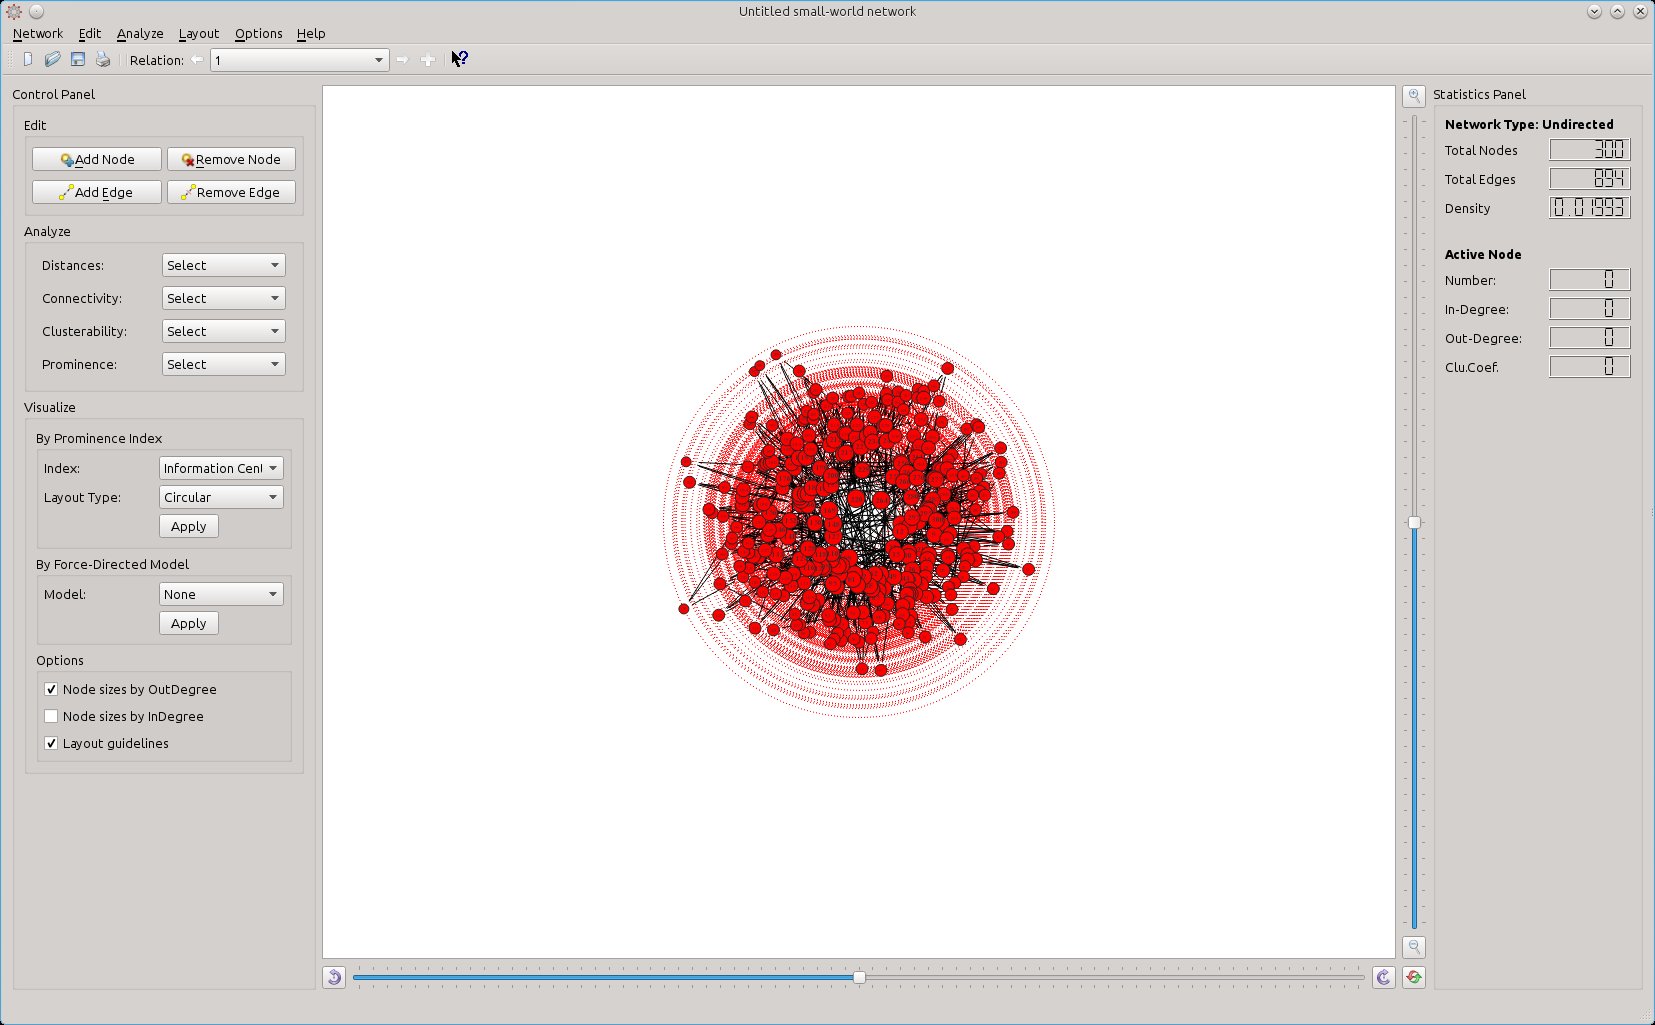 Untitled small-world network
Network Edit Analyze Layout Options Help
Relation: 1
Control Panel
Edit
Add Node Remove Node
Add Edge Remove Edge
Analyze
Distances: Select
Connectivity: Select
Clusterability: Select
Prominence: Select
Visualize
By Prominence Index
Index: Information Cent
Layout Type: Circular
Apply
By Force-Directed Model
Model: None
Apply
Options
Node sizes by OutDegree
Node sizes by InDegree
Layout guidelines
Statistics Panel
Network Type: Undirected
Total Nodes 300
Total Edges 894
Density 0.01993
Active Node
Number: 0
In-Degree: 0
Out-Degree: 0
Clu.Coef. 0